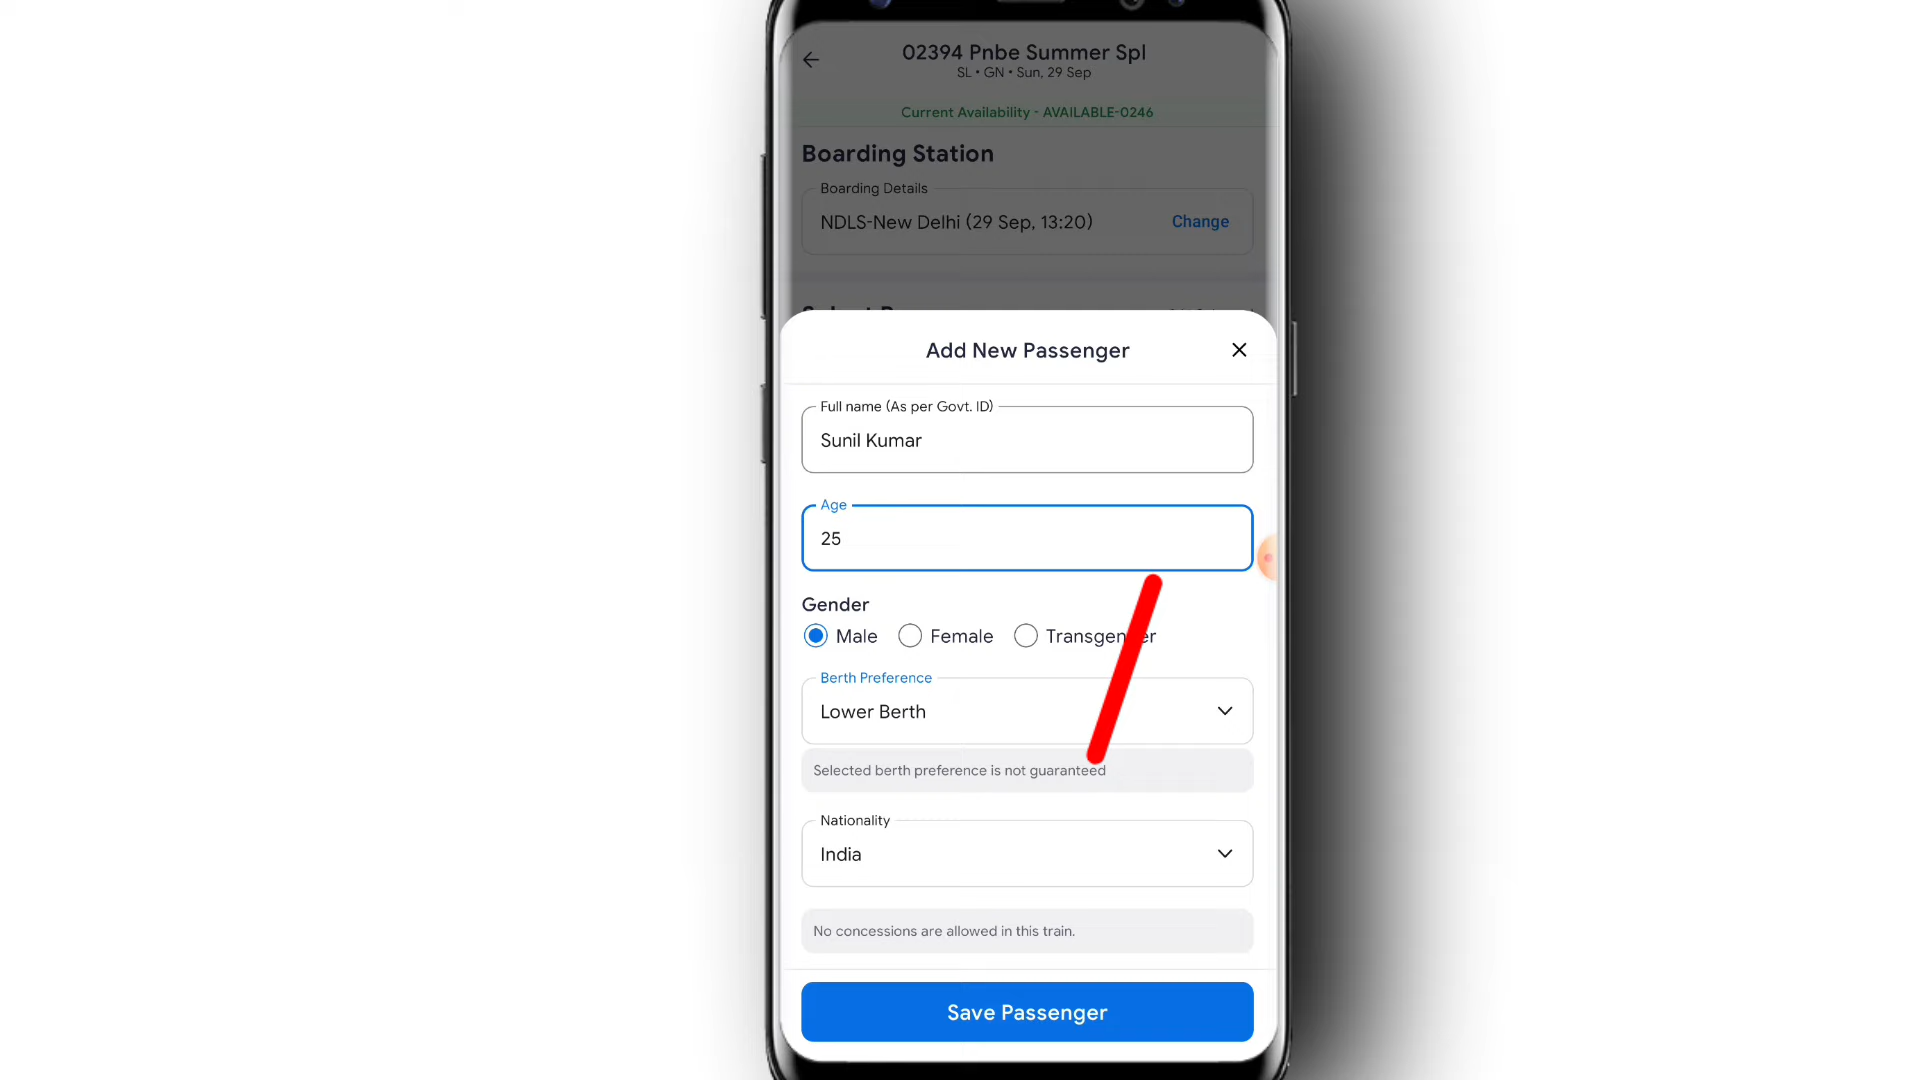 02394 Pnbe Summer Spl
SL • GN • Sun, 29 Sep
Current Availability - AVAILABLE-0246
Boarding Station
Boarding Details
NDLS-New Delhi (29 Sep, 13:20)
Change
Add New Passenger
Full name (As per Govt. ID)
Sunil Kumar
Age
25
Gender
Male
Female
Transgender
Berth Preference
Lower Berth
Selected berth preference is not guaranteed
Nationality
India
No concessions are allowed in this train.
Save Passenger